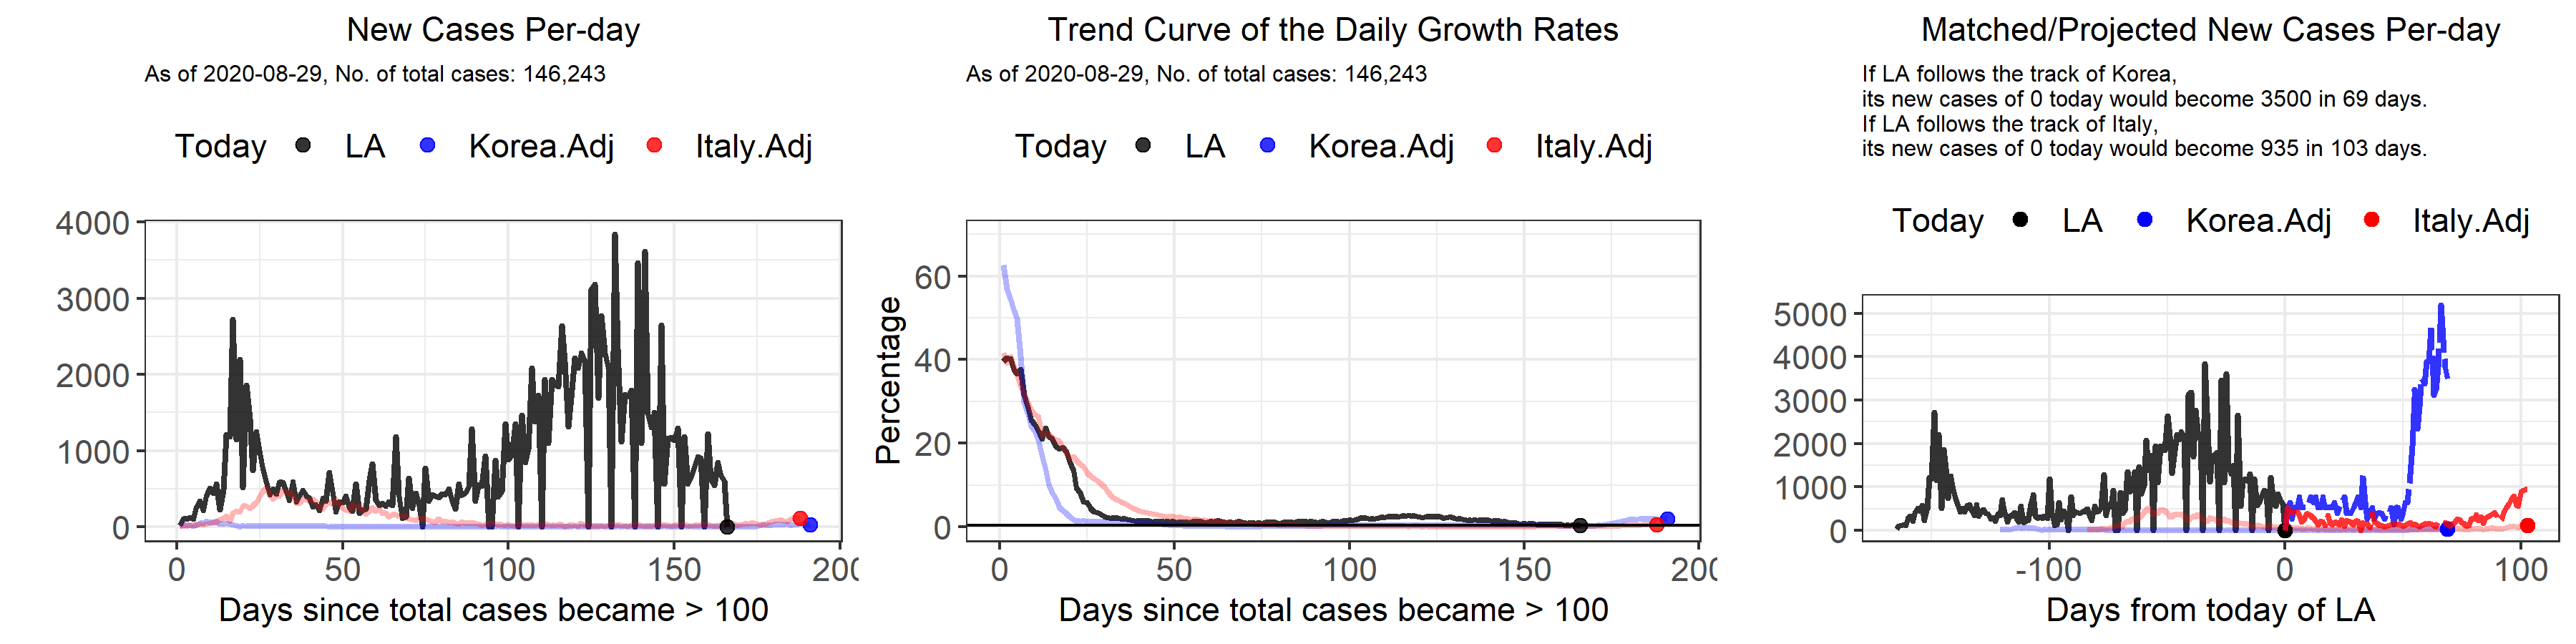 New Cases Per-day
As of 2020-08-29, No. of total cases: 146,243
Today LA Korea.Adj Italy.Adj
4000
3000
2000
1000
0
0 50 100 150 200
Days since total cases became > 100
Trend Curve of the Daily Growth Rates
As of 2020-08-29, No. of total cases: 146,243
Today LA Korea.Adj Italy.Adj
Percentage
60
40
20
0
0 50 100 150 200
Days since total cases became > 100
Matched/Projected New Cases Per-day
If LA follows the track of Korea,
its new cases of 0 today would become 3500 in 69 days.
If LA follows the track of Italy,
its new cases of 0 today would become 935 in 103 days.
Today LA Korea.Adj Italy.Adj
5000
4000
3000
2000
1000
0
-100 0 100
Days from today of LA